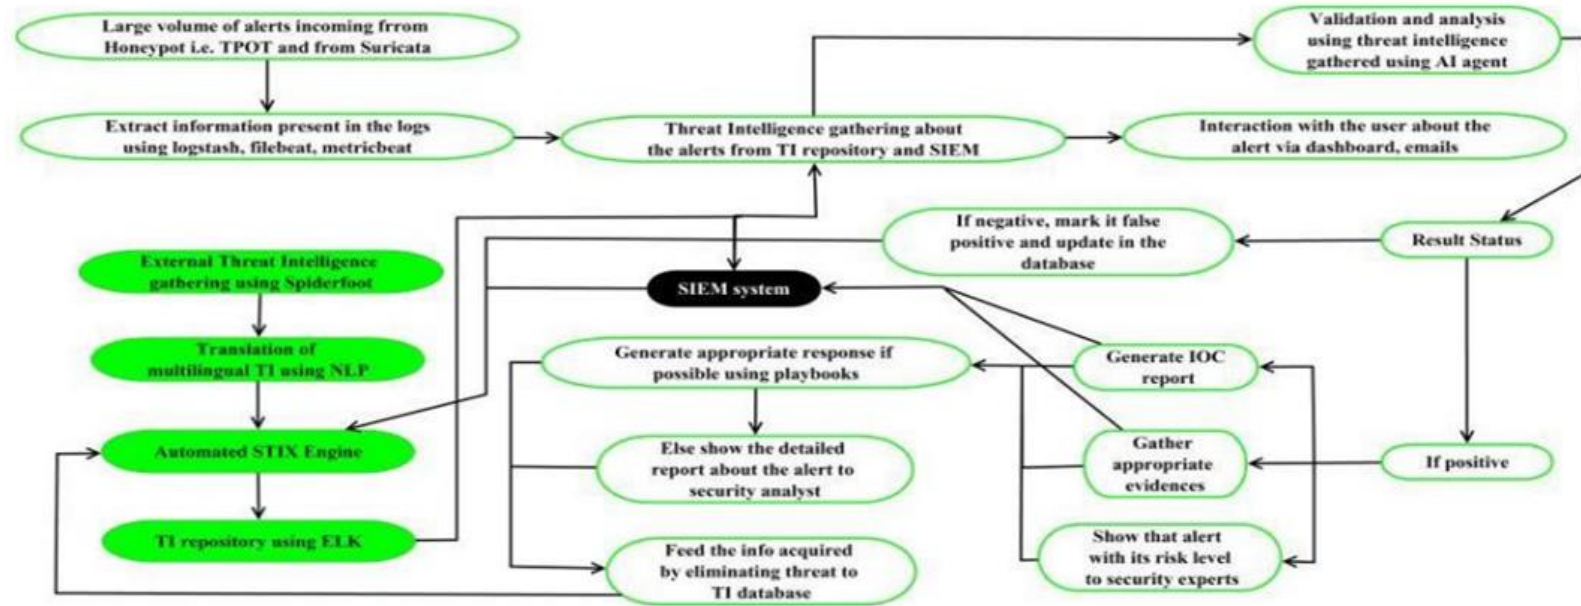 Large volume of alerts incoming frrom
Honeypot i.e. TPOT and from Suricata
Extract information present in the logs
using logstash, filebeat, metricbeat
Threat Intelligence gathering about
the alerts from TI repository and SIEM
Validation and analysis
using threat intelligence
gathered using AI agent
Interaction with the user about the
alert via dashboard, emails
Result Status
If negative, mark it false
positive and update in the
database
SIEM system
External Threat Intelligence
gathering using Spiderfoot
Translation of
multilingual TI using NLP
Automated STIX Engine
TI repository using ELK
Generate appropriate response if
possible using playbooks
Else show the detailed
report about the alert to
security analyst
Feed the info acquired
by eliminating threat to
TI database
Generate IOC
report
Gather
appropriate
evidences
Show that alert
with its risk level
to security experts
If positive